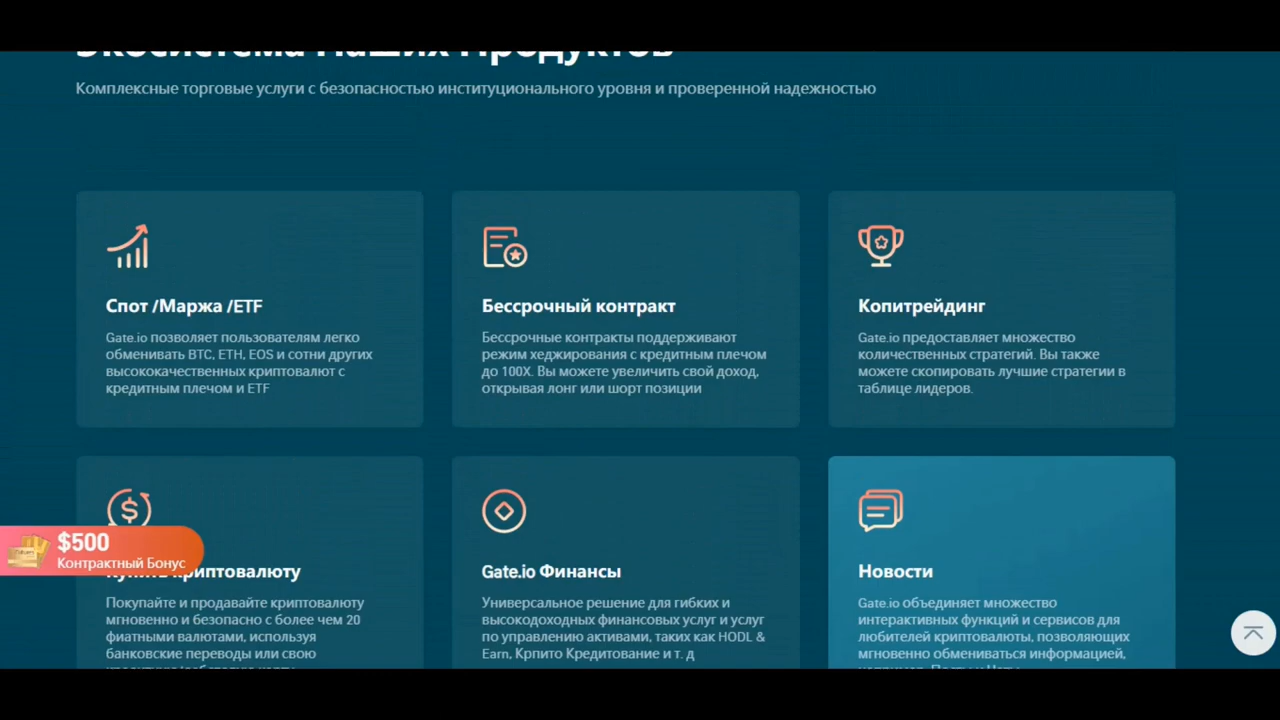 Экосистема Наших Продуктов
Комплексные торговые услуги с безопасностью институционального уровня и проверенной надежностью
Спот /Маржа /ETF
Gate.io позволяет пользователям легко
обменивать BTC, ETH, EOS и сотни других
высококачественных криптовалют с
кредитным плечом и ETF
Бессрочный контракт
Бессрочные контракты поддерживают
режим хеджирования с кредитным плечом
до 100X. Вы можете увеличить свой доход,
открывая лонг или шорт позиции
Копитрейдинг
Gate.io предоставляет множество
количественных стратегий. Вы также
можете скопировать лучшие стратегии в
таблице лидеров.
$500
Контрактный Бонус
Купить криптовалюту
Покупайте и продавайте криптовалюту
мгновенно и безопасно с более чем 20
фиатными валютами, используя
банковские переводы или свою
Gate.io Финансы
Универсальное решение для гибких и
высокодоходных финансовых услуг и услуг
по управлению активами, таких как HODL &
Earn, Крпито Кредитование и т. д
Новости
Gate.io объединяет множество
интерактивных функций и сервисов для
любителей криптовалюты, позволяющих
мгновенно обмениваться информацией,